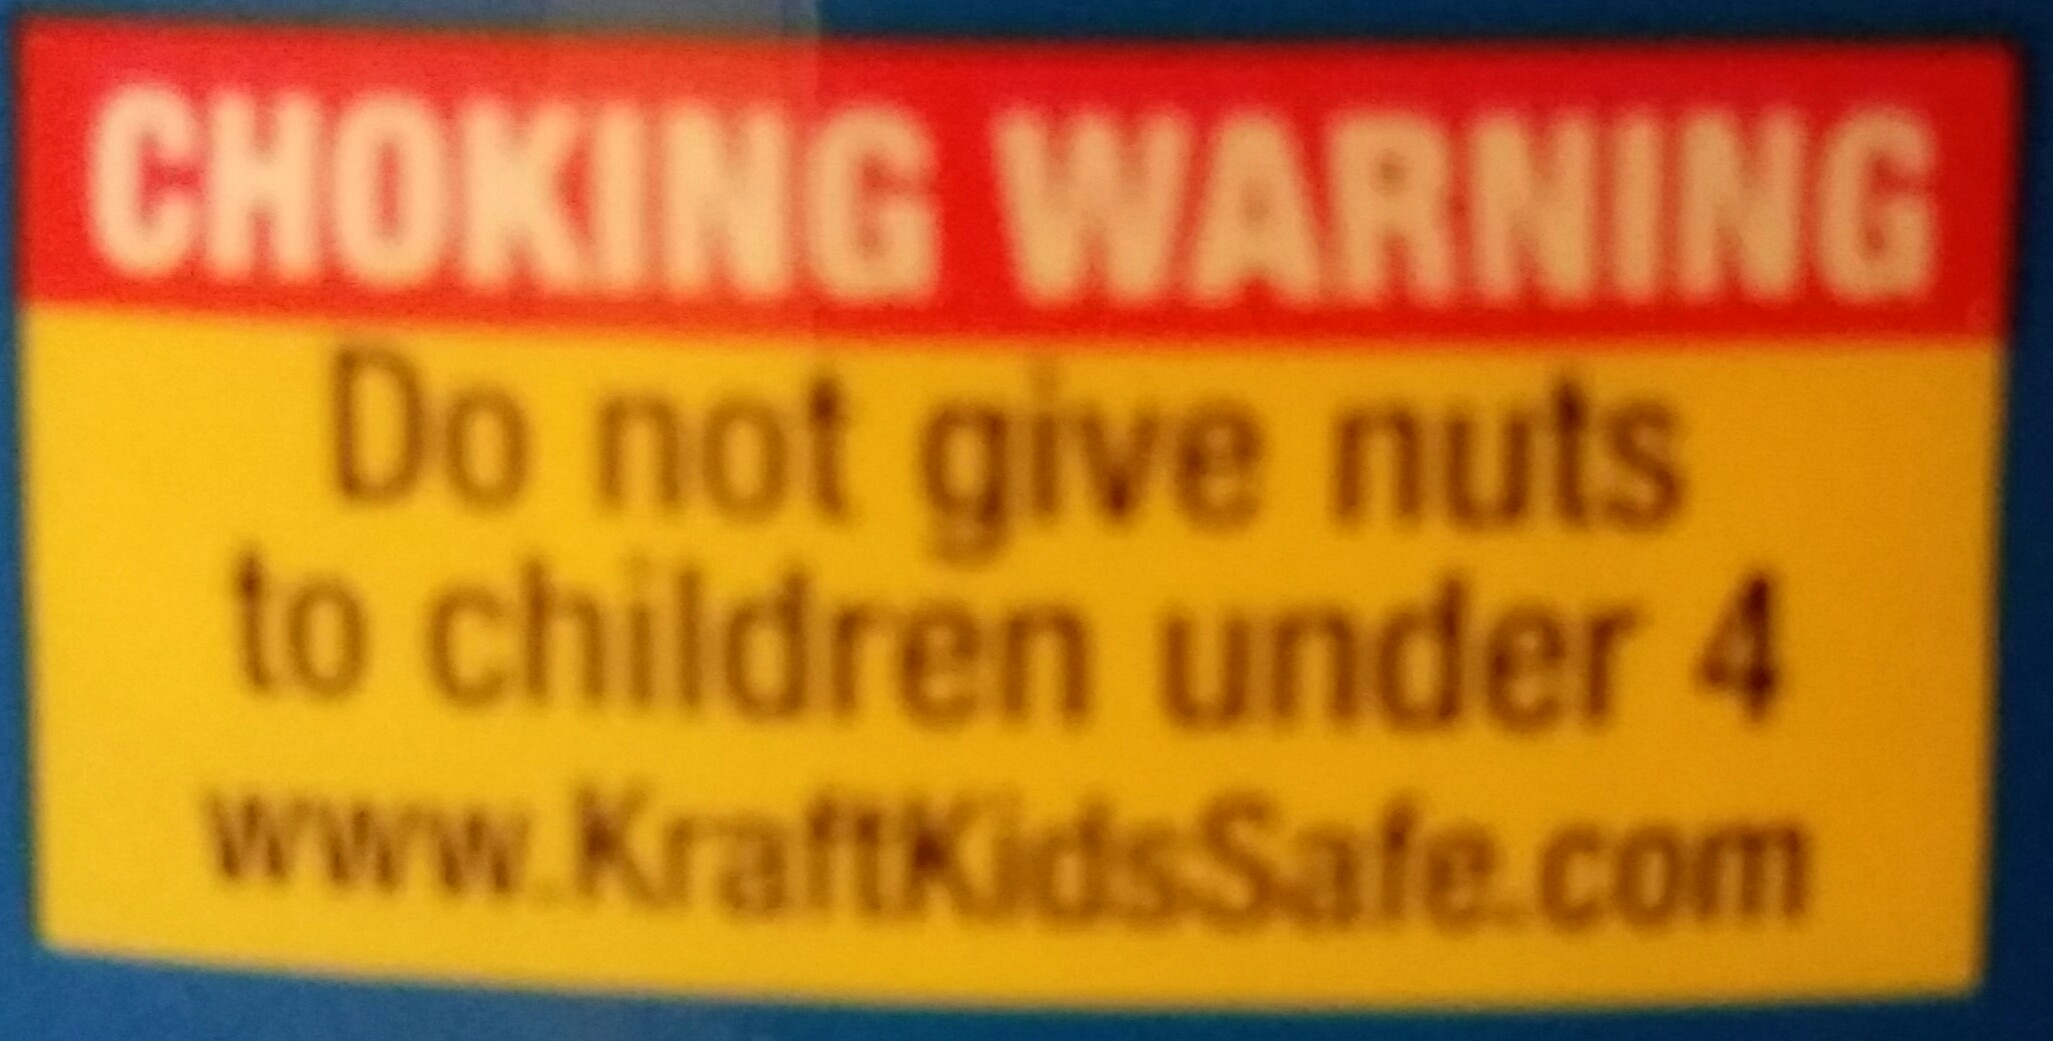 CHOKING WARNING
Do not give nuts
to children under 4
www.KraftKidsSafe.com